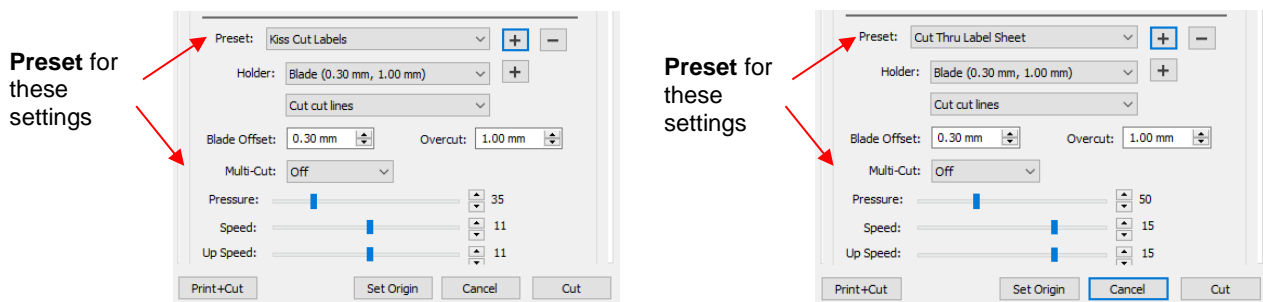 Preset: Kiss Cut Labels + −
Preset for
these
settings
Holder: Blade (0.30 mm, 1.00 mm) +
Cut cut lines
Blade Offset: 0.30 mm Overcut: 1.00 mm
Multi-Cut: Off
Pressure: 35
Speed: 11
Up Speed: 11
Print+Cut Set Origin Cancel Cut
Preset: Cut Thru Label Sheet + −
Preset for
these
settings
Holder: Blade (0.30 mm, 1.00 mm) +
Cut cut lines
Blade Offset: 0.30 mm Overcut: 1.00 mm
Multi-Cut: Off
Pressure: 50
Speed: 15
Up Speed: 15
Print+Cut Set Origin Cancel Cut